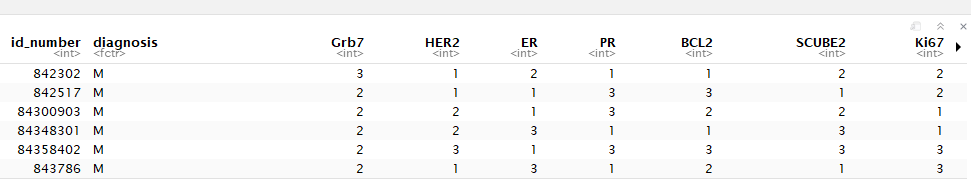 id_number diagnosis Grb7 HER2 ER PR BCL2 SCUBE2 Ki67
<int> <fctr> <int> <int> <int> <int> <int> <int> <int>
842302 M 3 1 2 1 1 2 2
842517 M 2 1 1 3 3 1 2
84300903 M 2 2 1 3 2 2 1
84348301 M 2 2 3 1 1 3 1
84358402 M 2 3 1 3 3 3 3
843786 M 2 1 3 1 2 1 3